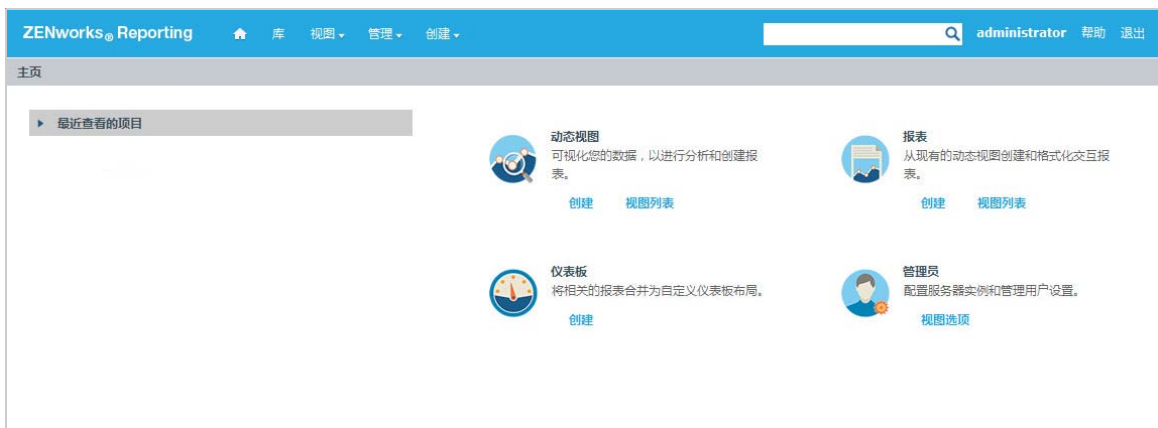 ZENworks® Reporting 库 视图 管理 创建 administrator 帮助 退出
主页
最近查看的项目
动态视图
可视化您的数据，以进行分析和创建报
表。
创建 视图列表
报表
从现有的动态视图创建和格式化交互报
表。
创建 视图列表
仪表板
将相关的报表合并为自定义仪表板布局。
创建
管理员
配置服务器实例和管理用户设置。
视图选项